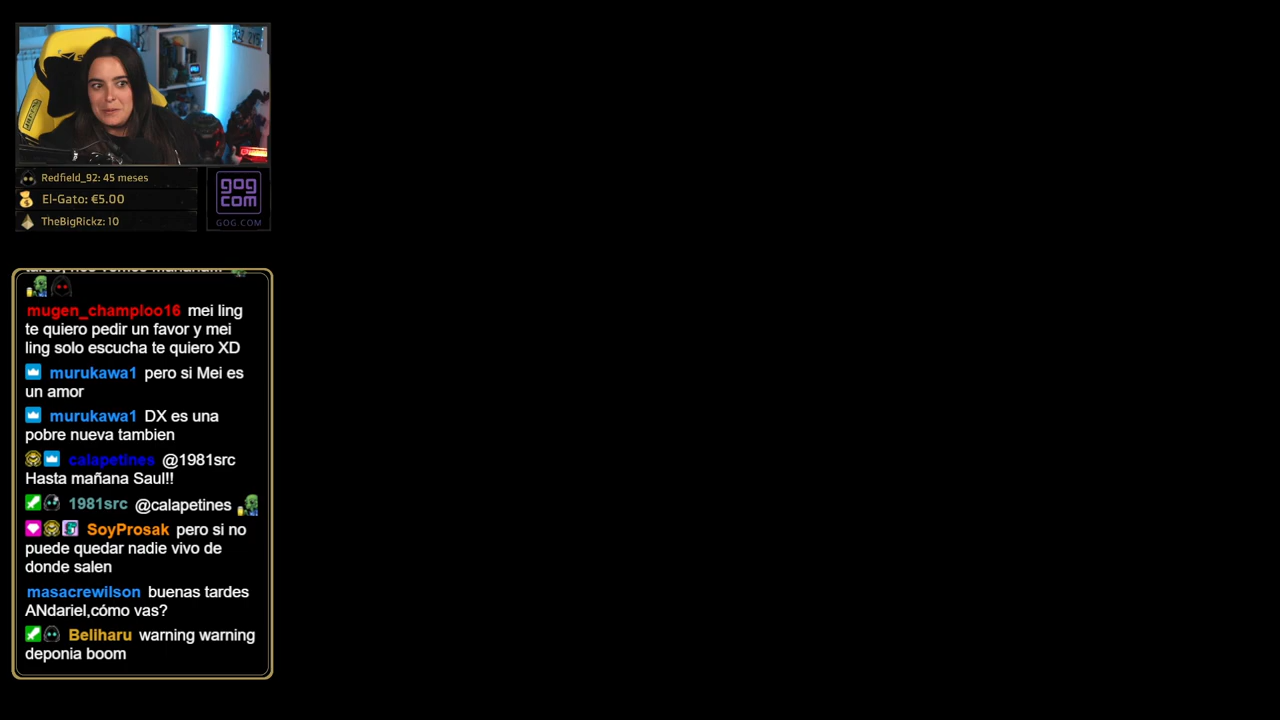 Redfield_92: 45 meses
El-Gato: €5.00
TheBigRickz: 10
gog
com
GOG.COM
mugen_champloo16 mei ling
te quiero pedir un favor y mei
ling solo escucha te quiero XD
murukawa1 pero si Mei es
un amor
murukawa1 DX es una
pobre nueva tambien
calapetines @1981src
Hasta mañana Saul!!
1981src @calapetines
SoyProsak pero si no
puede quedar nadie vivo de
donde salen
masacrewilson buenas tardes
ANdariel,cómo vas?
Beliharu warning warning
deponia boom